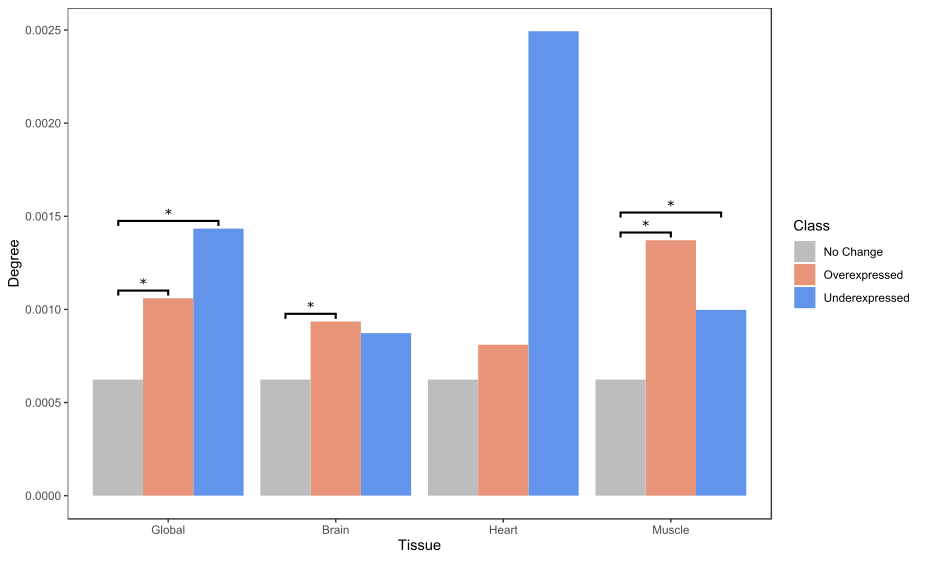 Degree
0.0025
0.0020
0.0015
0.0010
0.0005
0.0000
*
*
*
*
*
Global
Brain
Heart
Muscle
Tissue
Class
No Change
Overexpressed
Underexpressed